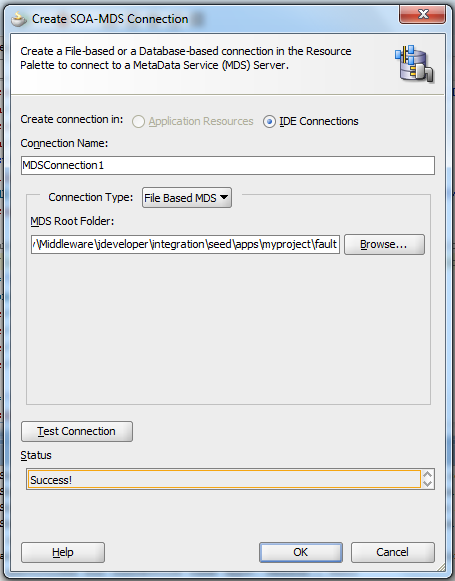 Create SOA-MDS Connection
Create a File-based or a Database-based connection in the Resource
Palette to connect to a MetaData Service (MDS) Server.
Create connection in: Application Resources IDE Connections
Connection Name:
MDSConnection1
Connection Type: File Based MDS
MDS Root Folder:
\Middleware\jdeveloper\integration\seed\apps\myproject\fault Browse...
Test Connection
Status
Success!
Help OK Cancel